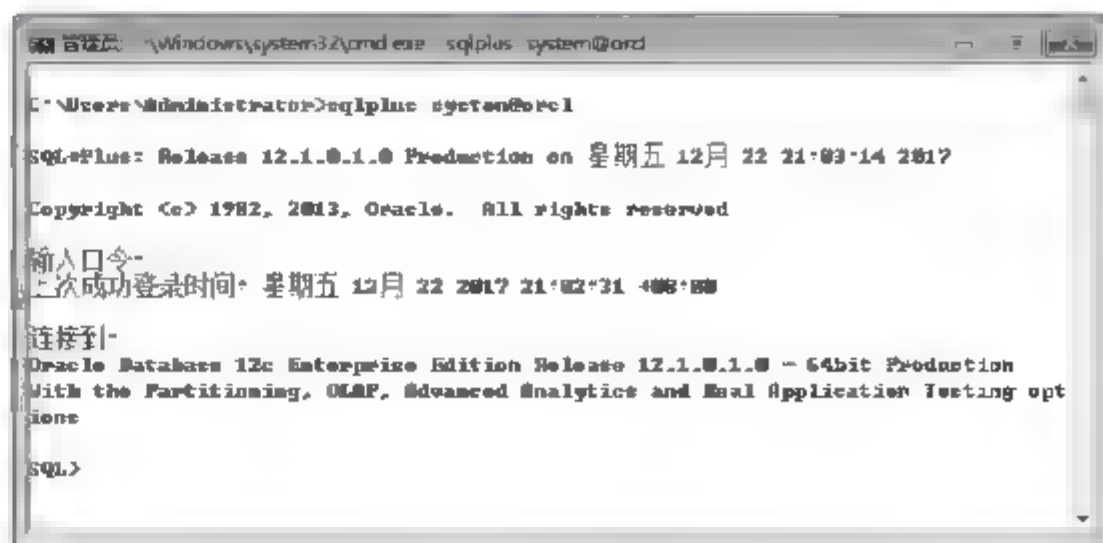 管理员: \Windows\system32\cmd.exe sqlplus system@orcl
C:\Users\Administrator>sqlplus system@orcl
SQL*Plus: Release 12.1.0.1.0 Production on 星期五 12月 22 21:03:14 2017
Copyright (c) 1982, 2013, Oracle. All rights reserved
输入口令:
上次成功登录时间: 星期五 12月 22 2017 21:02:31 +08:00
连接到:
Oracle Database 12c Enterprise Edition Release 12.1.0.1.0 - 64bit Production
With the Partitioning, OLAP, Advanced Analytics and Real Application Testing opt
ions
SQL>